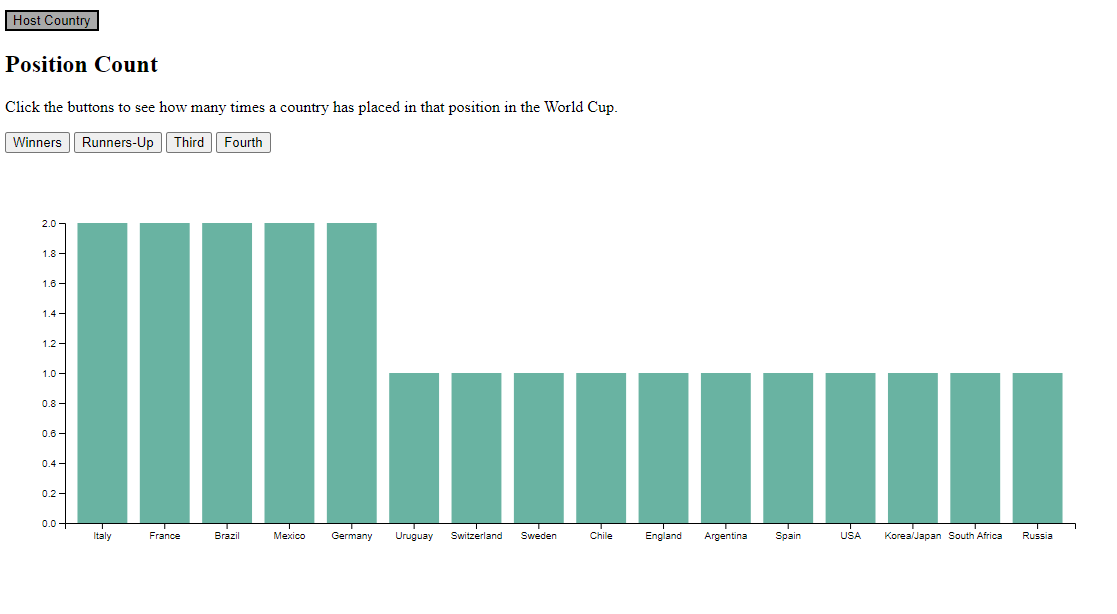 Host Country
Position Count
Click the buttons to see how many times a country has placed in that position in the World Cup.
Winners Runners-Up Third Fourth
2.0
1.8
1.6
1.4
1.2
1.0
0.8
0.6
0.4
0.2
0.0
Italy France Brazil Mexico Germany Uruguay Switzerland Sweden Chile England Argentina Spain USA Korea/Japan South Africa Russia